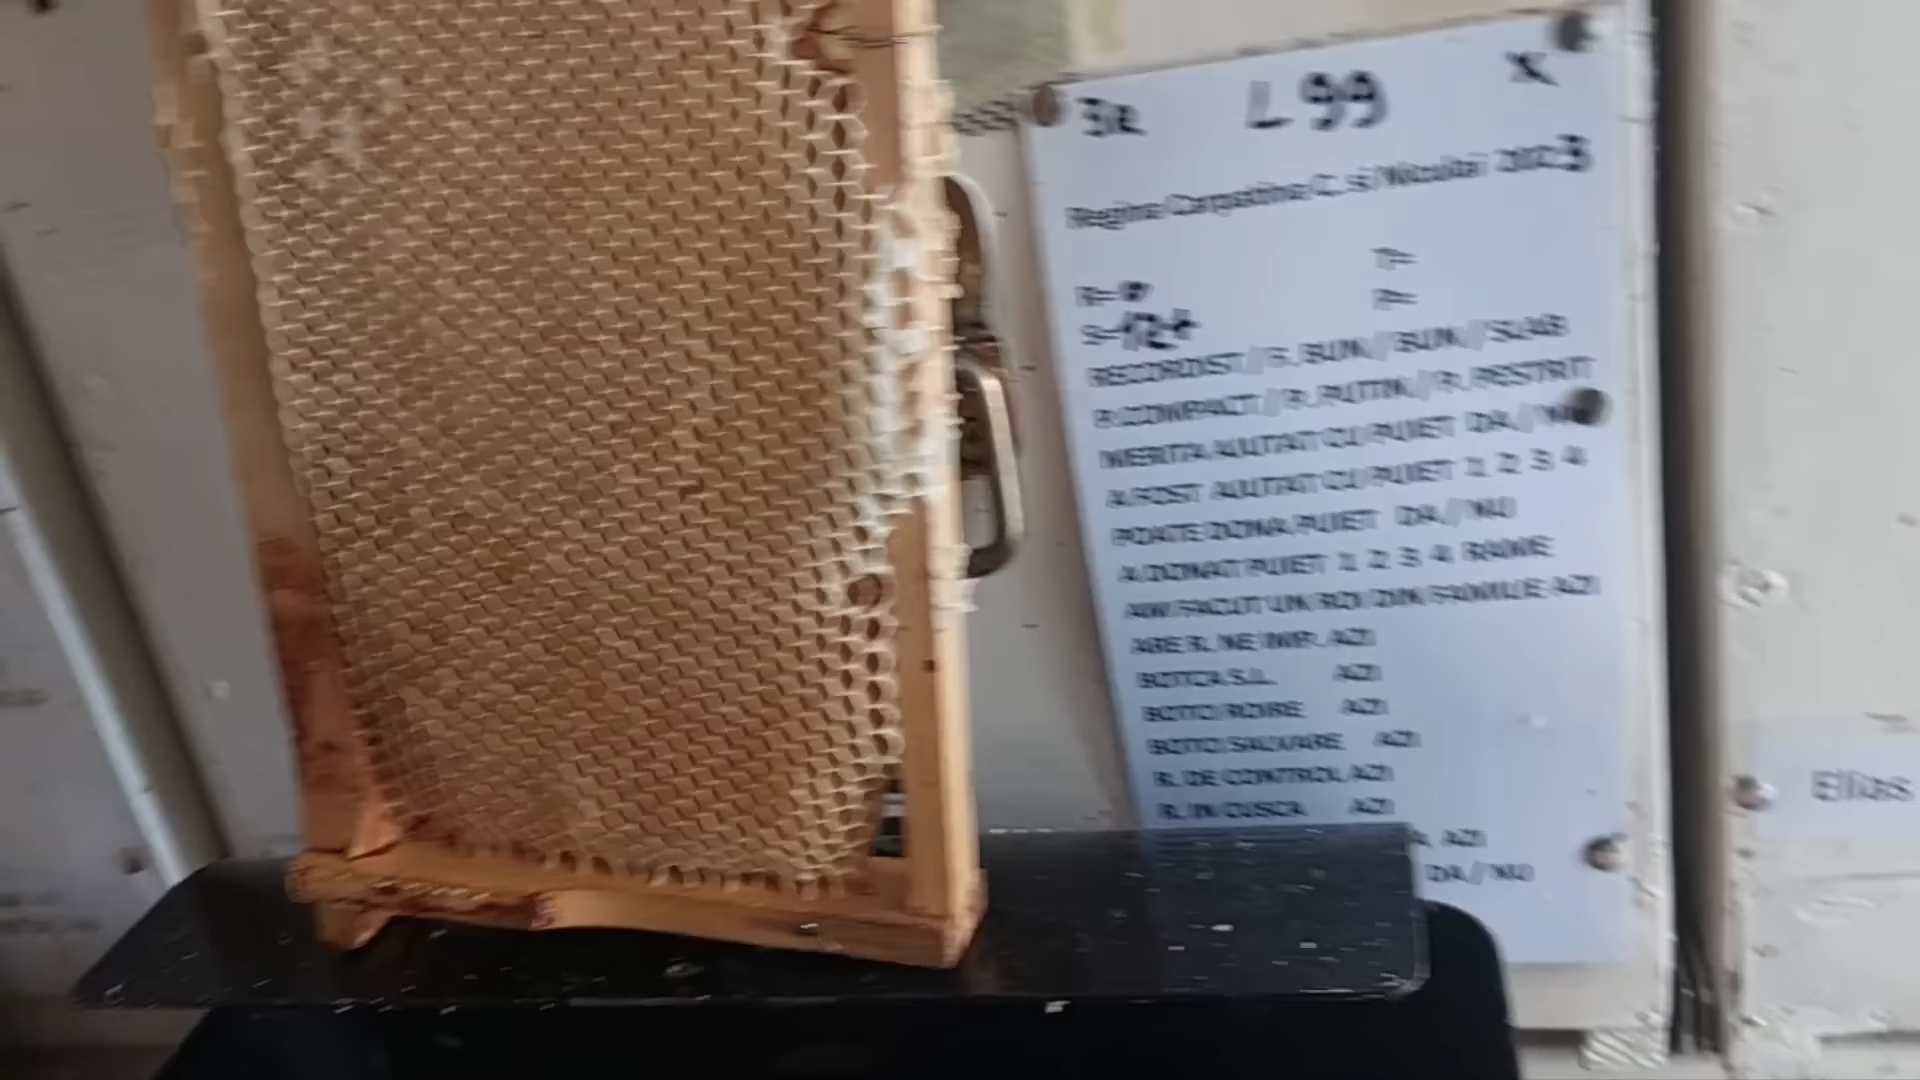 3R L 99 X
Regina Carpatina C. si Nicolai 2023
T=
R= P=
S=12+
RECORDIST // F. BUN // BUN // SLAB
P. COMPACT // P. PUTIN // P. PESTRIT
MERITA AJUTAT CU PUIET DA // NU
A FOST AJUTAT CU PUIET 1 2 3 4
POATE DONA PUIET DA // NU
A DONAT PUIET 1 2 3 4 RAME
AM FACUT UN ROI DIN FAMILIE AZI
ARE R. NE IMP. AZI
BOTCA S.L. AZI
BOTCI ROIRE AZI
BOTCI SALVARE AZI
R. DE CONTROL AZI
R. IN CUSCA AZI
AZI
DA // NU
Elias